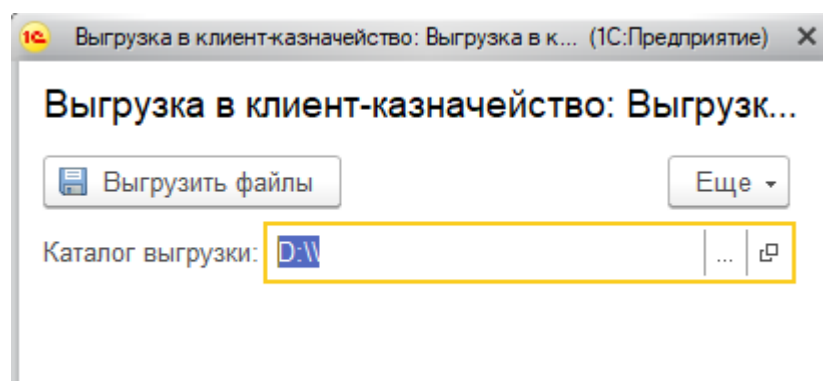 1С Выгрузка в клиент-казначейство: Выгрузка в к... (1С:Предприятие)
Выгрузка в клиент-казначейство: Выгрузк...
Выгрузить файлы Еще
Каталог выгрузки: D:\\ ...